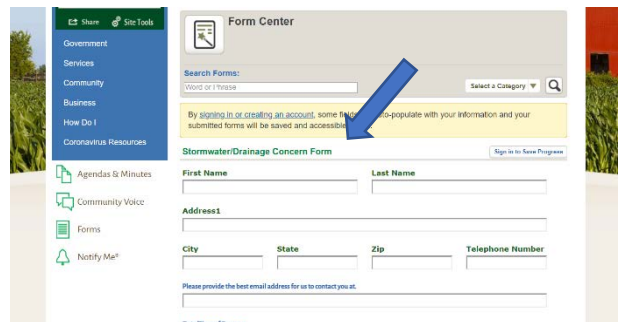 Share Site Tools
Government
Services
Community
Business
How Do I
Coronavirus Resources
Agendas & Minutes
Community Voice
Forms
Notify Me®
Form Center
Search Forms:
Word or Phrase
Select a Category
By signing in or creating an account, some fields -populate with your information and your
submitted forms will be saved and accessible
Stormwater/Drainage Concern Form
Sign in to Save Progress
First Name Last Name
Address1
City State Zip Telephone Number
Please provide the best email address for us to contact you at.